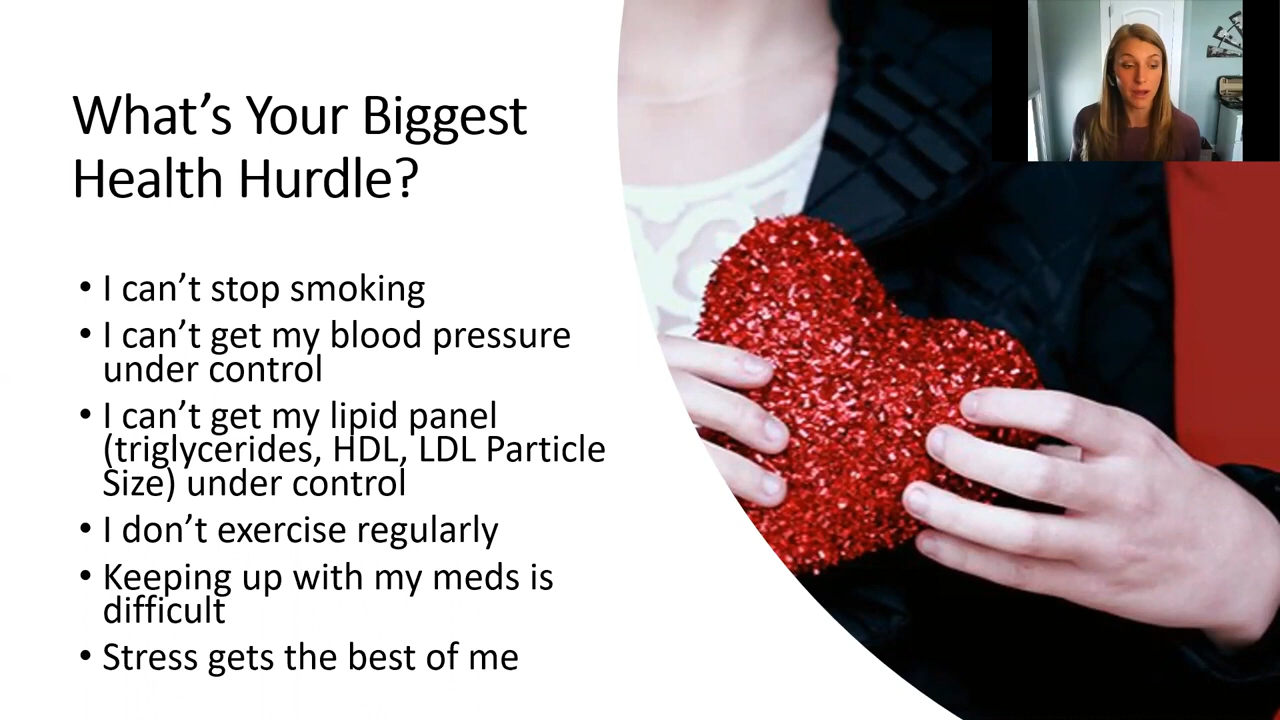 What’s Your Biggest
Health Hurdle?
• I can’t stop smoking
• I can’t get my blood pressure
under control
• I can’t get my lipid panel
(triglycerides, HDL, LDL Particle
Size) under control
• I don’t exercise regularly
• Keeping up with my meds is
difficult
• Stress gets the best of me